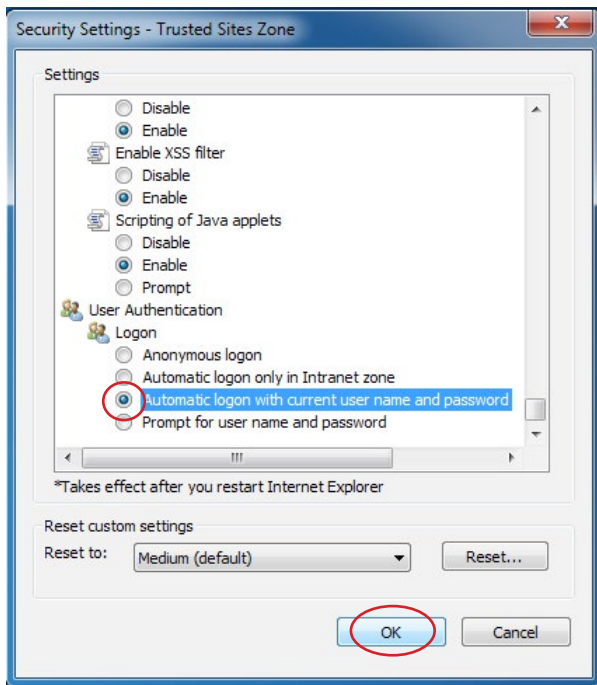 Security Settings - Trusted Sites Zone
Settings
Disable
Enable
Enable XSS filter
Disable
Enable
Scripting of Java applets
Disable
Enable
Prompt
User Authentication
Logon
Anonymous logon
Automatic logon only in Intranet zone
Automatic logon with current user name and password
Prompt for user name and password
*Takes effect after you restart Internet Explorer
Reset custom settings
Reset to: Medium (default) Reset...
OK Cancel